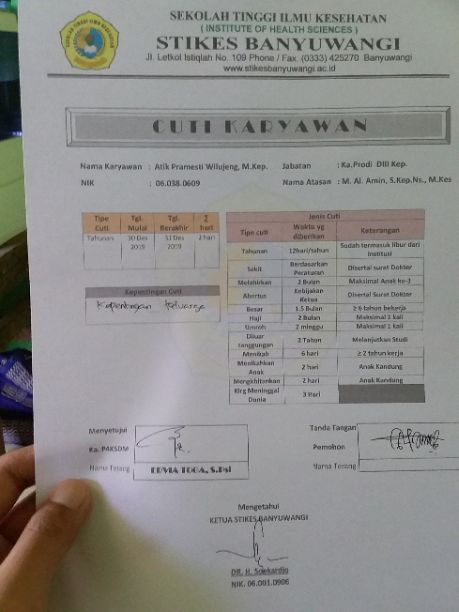 SEKOLAH TINGGI ILMU KESEHATAN
( INSTITUTE OF HEALTH SCIENCES )
STIKES BANYUWANGI
Jl. Letkol Istiqlah No. 109 Phone / Fax. (0333) 425270 Banyuwangi
www.stikesbanyuwangi.ac.id
CUTI KARYAWAN
Nama Karyawan : Atik Pramesti Wilujeng, M.Kep. Jabatan : Ka.Prodi DIII Kep.
NIK : 06.038.0609 Nama Atasan : M. Al. Amin, S.Kep.Ns., M.Kes
Tipe Cuti Tgl. Mulai Tgl. Berakhir 2 hari
Tahunan 30 Des 2019 31 Des 2019 2 hari
Kepentingan Cuti
Kepentingan Keluarga
Jenis Cuti
Tipe cuti Waktu yg diberikan Keterangan
Tahunan 12hari/tahun Sudah termasuk libur dari Institusi
Sakit Berdasarkan Peraturan Disertai surat Dokter
Melahirkan 2 Bulan Maksimal Anak ke-3
Abortus Kebijakan Ketua Disertai Surat Dokter
Besar 1.5 Bulan ≥ 6 tahun bekerja
Haji 2 Bulan Maksimal 1 kali
Umroh 2 minggu Maksimal 1 kali
Diluar tanggungan 2 Tahun Melanjutkan Studi
Menikah 6 hari ≥ 2 tahun kerja
Menikahkan Anak 2 hari Anak Kandung
Mengkhitankan 2 hari Anak Kandung
Klrg Meninggal Dunia 3 Hari
Menyetujui
Ka. P4KSDM
Nama Terang
Tanda Tangan
Pemohon
Nama Terang
Mengetahui
KETUA STIKES BANYUWANGI
DR. H. Soekardjo
NIK. 06.001.0906